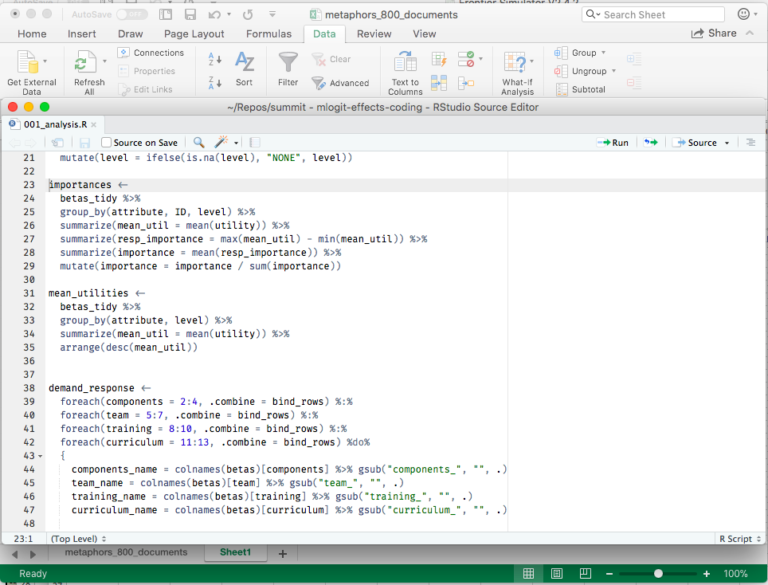 AutoSave OFF metaphors_800_documents Search Sheet
Home Insert Draw Page Layout Formulas Data Review View Share
Get External Data
Refresh All
Connections
Properties
Edit Links
Sort
Filter
Clear
Advanced
Text to Columns
What-If Analysis
Group
Ungroup
Subtotal
~/Repos/summit - mlogit-effects-coding - RStudio Source Editor
001_analysis.R
Source on Save Run Source
21 mutate(level = ifelse(is.na(level), "NONE", level))
22
23 importances <-
24 betas_tidy %>%
25 group_by(attribute, ID, level) %>%
26 summarize(mean_util = mean(utility)) %>%
27 summarize(resp_importance = max(mean_util) - min(mean_util)) %>%
28 summarize(importance = mean(resp_importance)) %>%
29 mutate(importance = importance / sum(importance))
30
31 mean_utilities <-
32 betas_tidy %>%
33 group_by(attribute, level) %>%
34 summarize(mean_util = mean(utility)) %>%
35 arrange(desc(mean_util))
36
37
38 demand_response <-
39 foreach(components = 2:4, .combine = bind_rows) %:%
40 foreach(team = 5:7, .combine = bind_rows) %:%
41 foreach(training = 8:10, .combine = bind_rows) %:%
42 foreach(curriculum = 11:13, .combine = bind_rows) %do%
43 {
44 components_name = colnames(betas)[components] %>% gsub("components_", "", .)
45 team_name = colnames(betas)[team] %>% gsub("team_", "", .)
46 training_name = colnames(betas)[training] %>% gsub("training_", "", .)
47 curriculum_name = colnames(betas)[curriculum] %>% gsub("curriculum_", "", .)
48
23:1 (Top Level) R Script
metaphors_800_documents Sheet1 +
Ready 100%